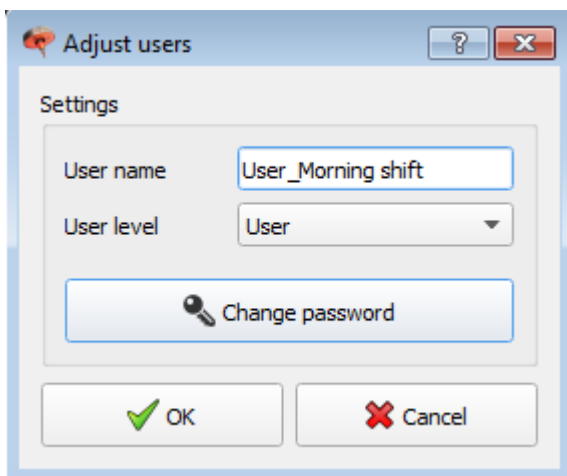 Adjust users
Settings
User name User_Morning shift
User level User
Change password
OK Cancel